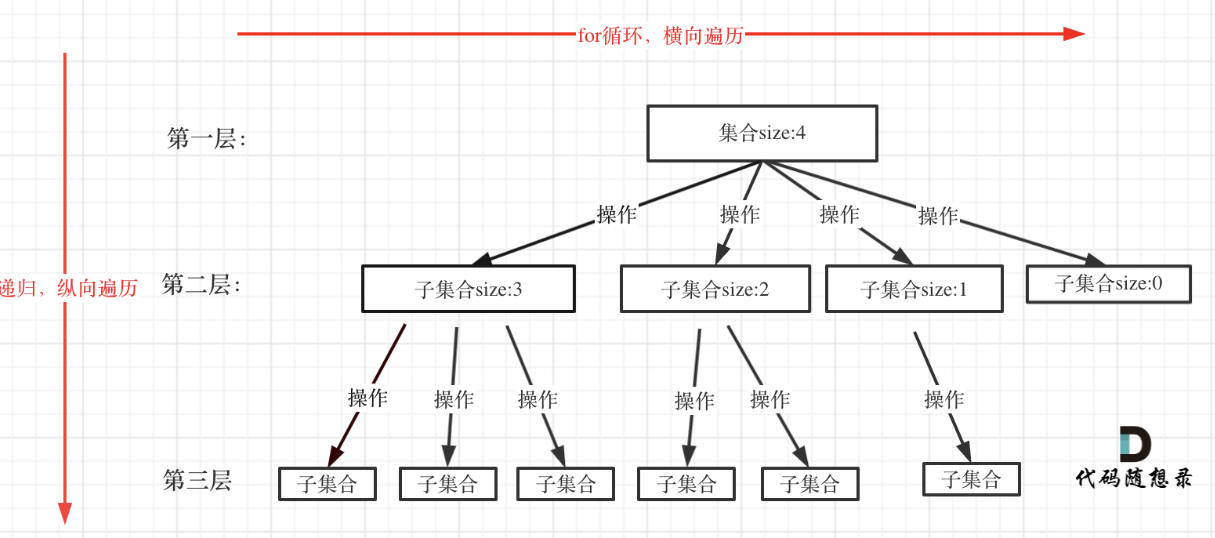 for循环，横向遍历
第一层：
集合size:4
操作
操作
操作
操作
递归，纵向遍历
第二层：
子集合size:3
子集合size:2
子集合size:1
子集合size:0
操作
操作
操作
操作
操作
操作
第三层
子集合
子集合
子集合
子集合
子集合
子集合
代码随想录